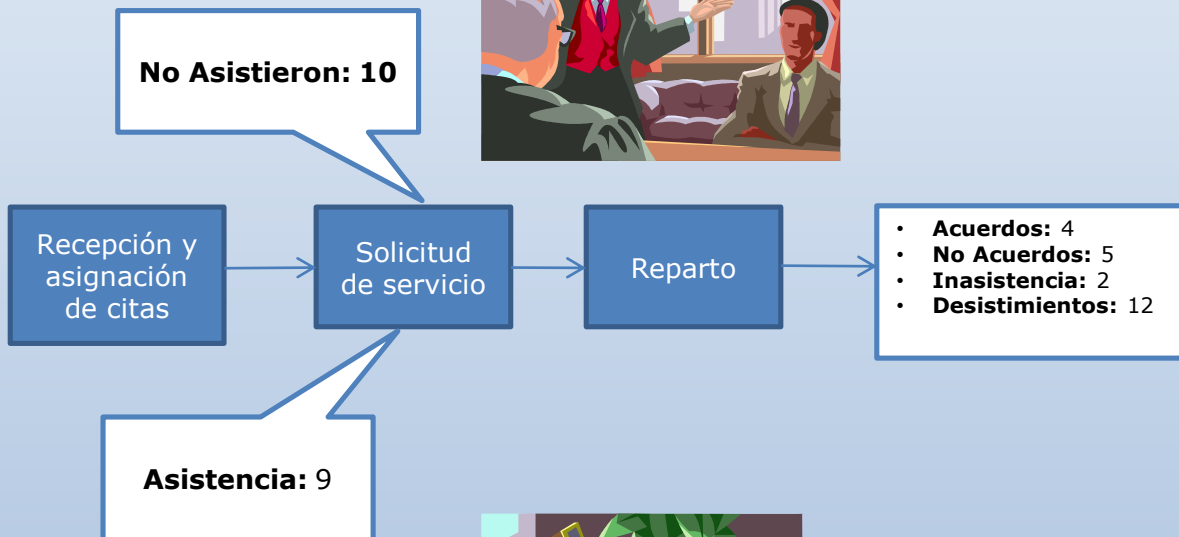 No Asistieron: 10
Recepción y
asignación
de citas
Solicitud
de servicio
Reparto
• Acuerdos: 4
• No Acuerdos: 5
• Inasistencia: 2
• Desistimientos: 12
Asistencia: 9